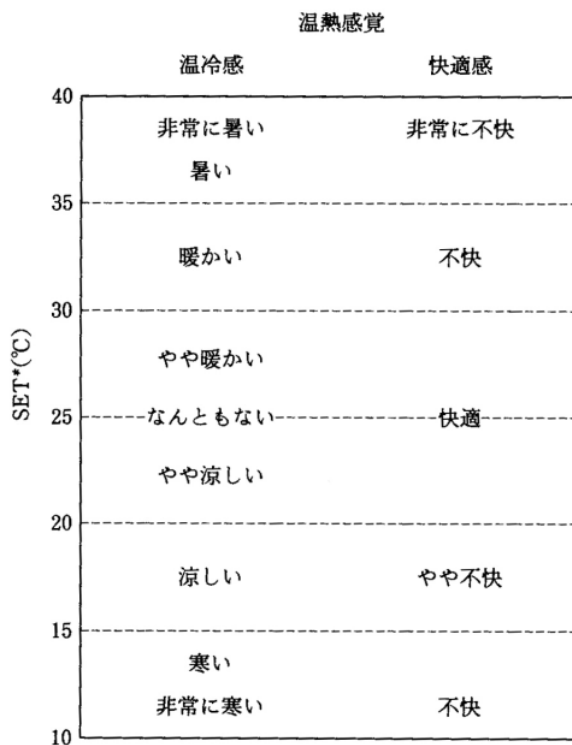 温熱感覚
温冷感 快適感
40
非常に暑い 非常に不快
暑い
35
暖かい 不快
30
やや暖かい
SET*(℃)
25 なんともない 快適
やや涼しい
20
涼しい やや不快
15
寒い
非常に寒い 不快
10